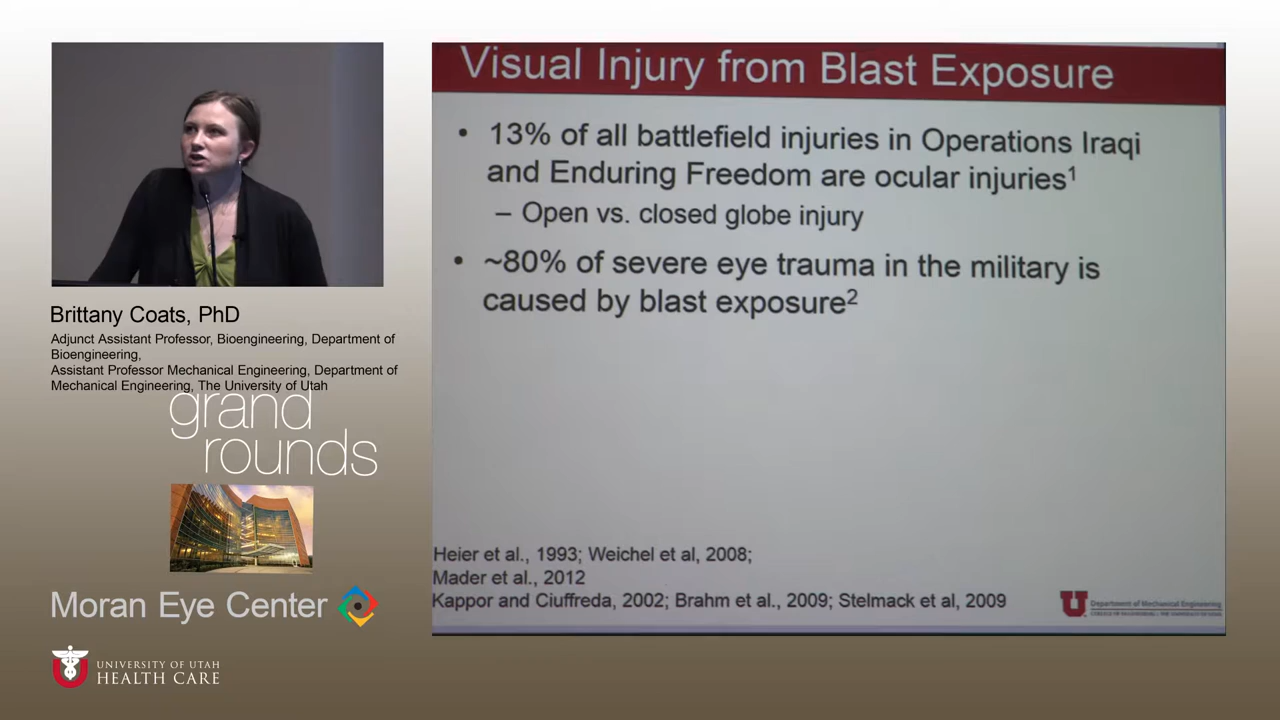 Visual Injury from Blast Exposure
• 13% of all battlefield injuries in Operations Iraqi
and Enduring Freedom are ocular injuries1
– Open vs. closed globe injury
• ~80% of severe eye trauma in the military is
caused by blast exposure2
Heier et al., 1993; Weichel et al, 2008;
Mader et al., 2012
Kappor and Ciuffreda, 2002; Brahm et al., 2009; Stelmack et al, 2009
U Department of Mechanical Engineering
Brittany Coats, PhD
Adjunct Assistant Professor, Bioengineering, Department of
Bioengineering,
Assistant Professor Mechanical Engineering, Department of
Mechanical Engineering, The University of Utah
grand
rounds
Moran Eye Center
UNIVERSITY OF UTAH
HEALTH CARE